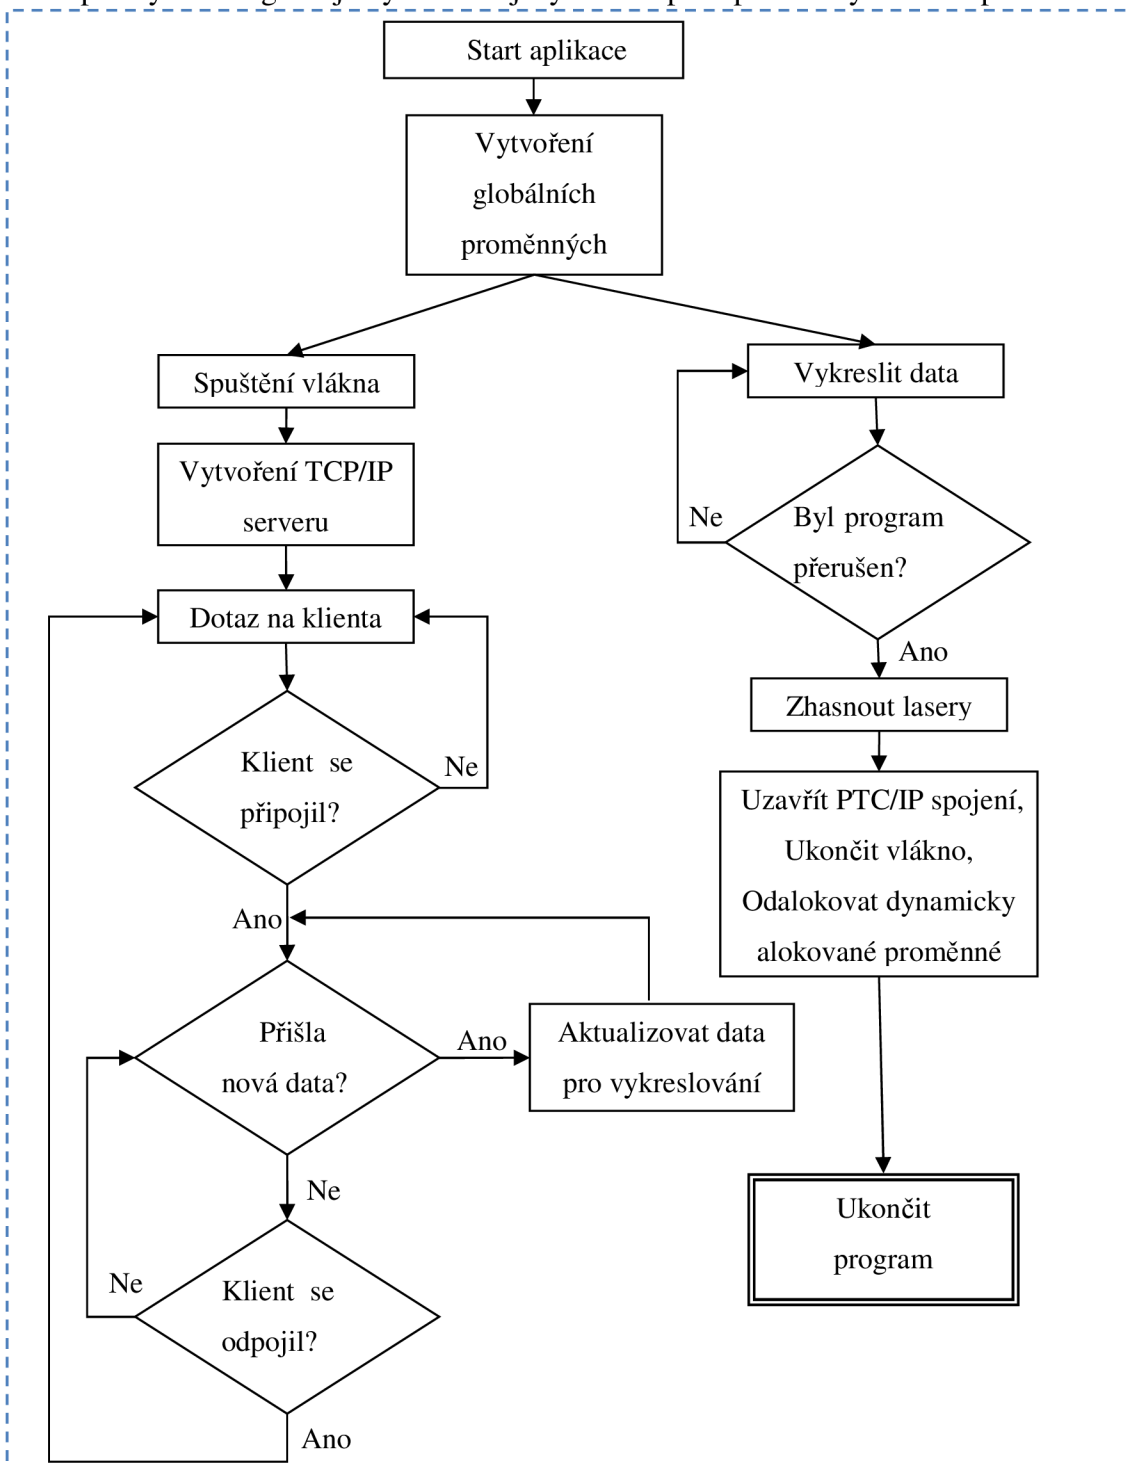 Start aplikace
Vytvoření
globálních
proměnných
Spuštění vlákna
Vykreslit data
Vytvoření TCP/IP
serveru
Ne
Byl program
přerušen?
Dotaz na klienta
Ano
Zhasnout lasery
Klient se
připojil?
Ne
Uzavřít PTC/IP spojení,
Ukončit vlákno,
Odalokovat dynamicky
alokované proměnné
Ano
Přišla
nová data?
Ano
Aktualizovat data
pro vykreslování
Ne
Ukončit
program
Ne
Klient se
odpojil?
Ano